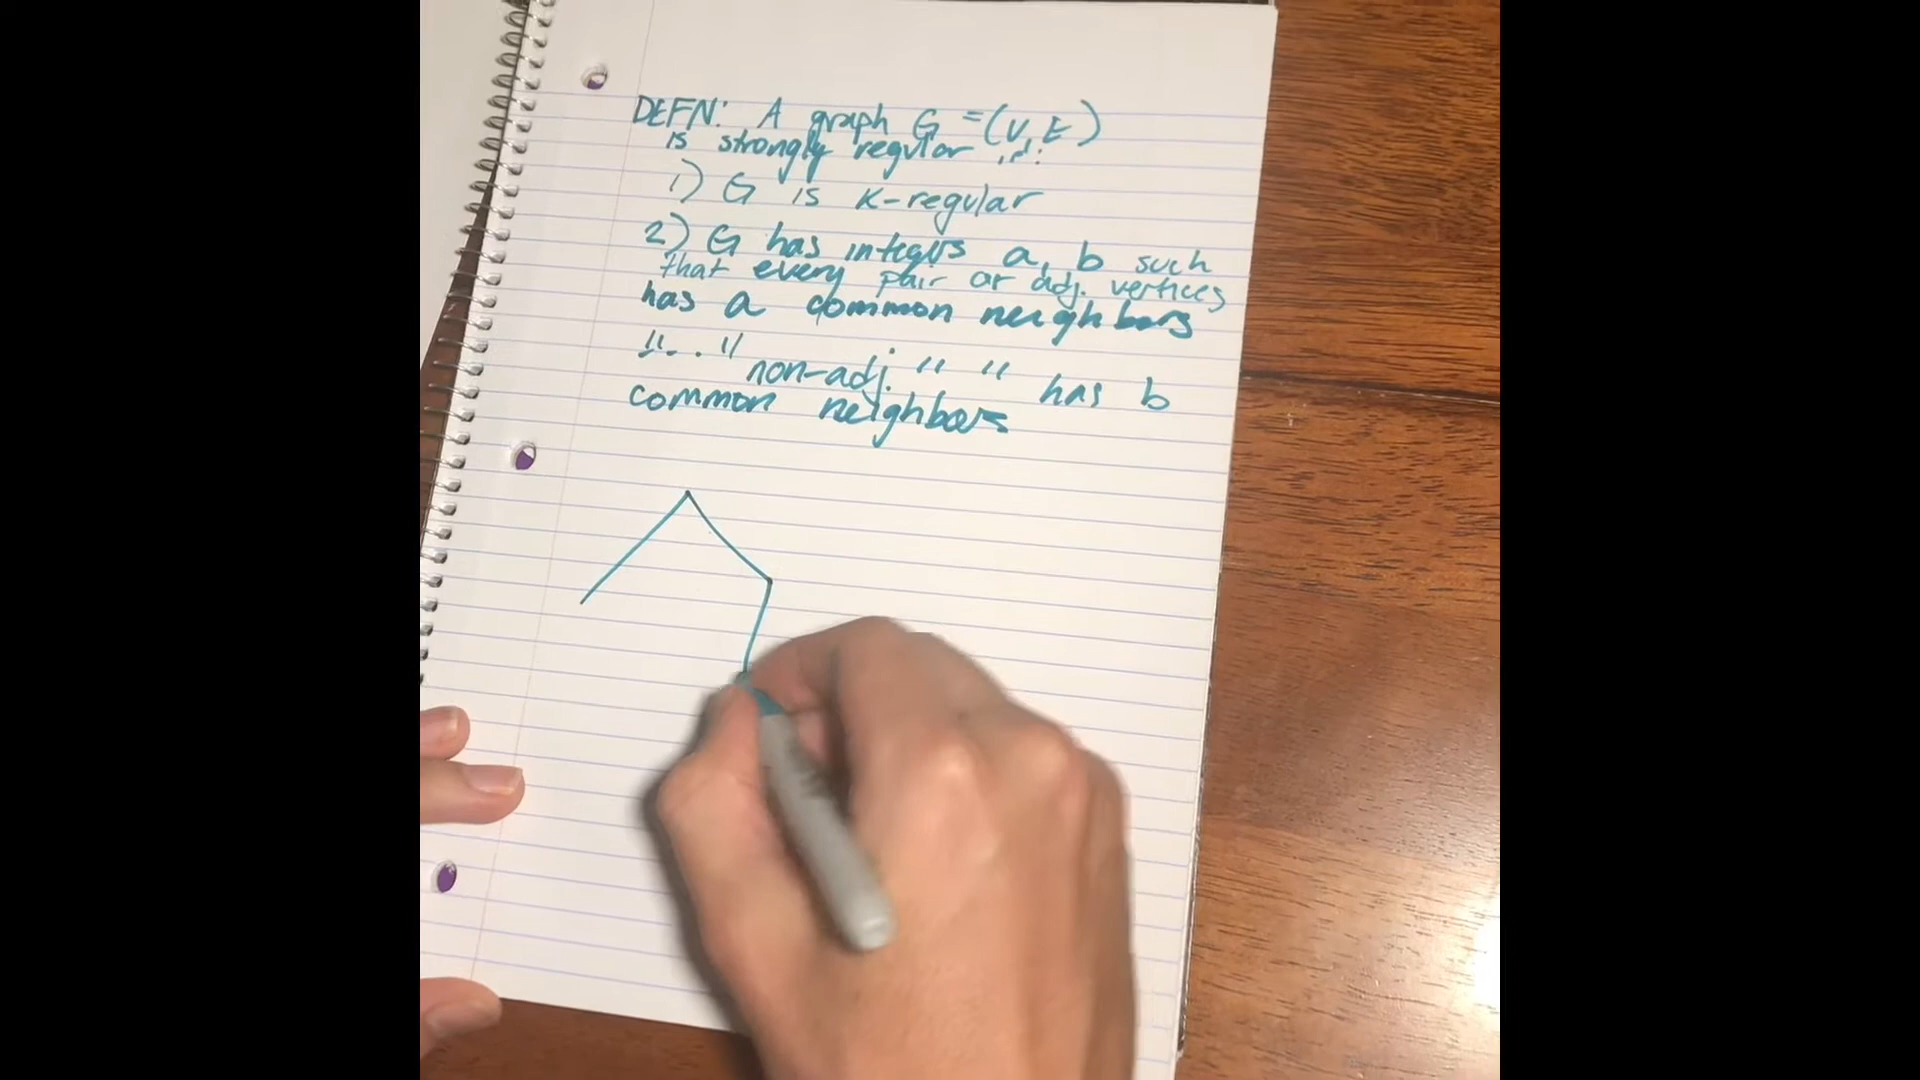 DEFN: A graph G = (V, E)
is strongly regular if:
1) G is k-regular
2) G has integers a, b such
that every pair of adj. vertices
has a common neighbors
"- . "
non-adj. " " has b
common neighbors